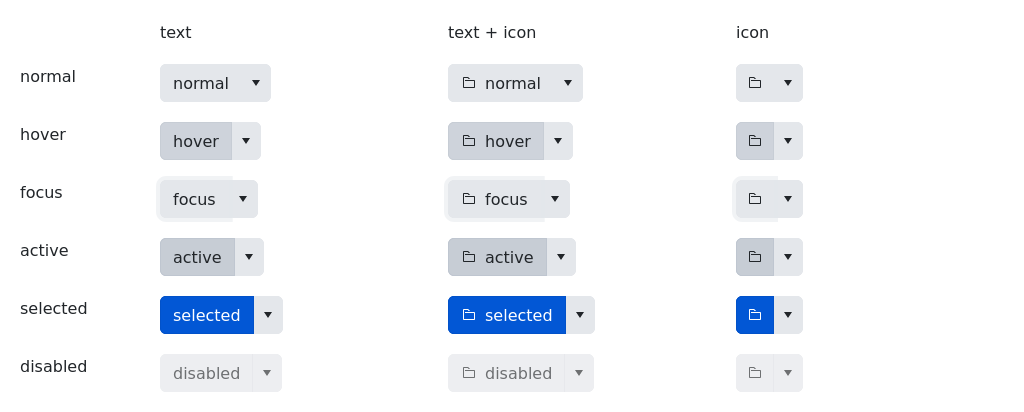 text text + icon icon
normal normal normal
hover hover hover
focus focus focus
active active active
selected selected selected
disabled disabled disabled